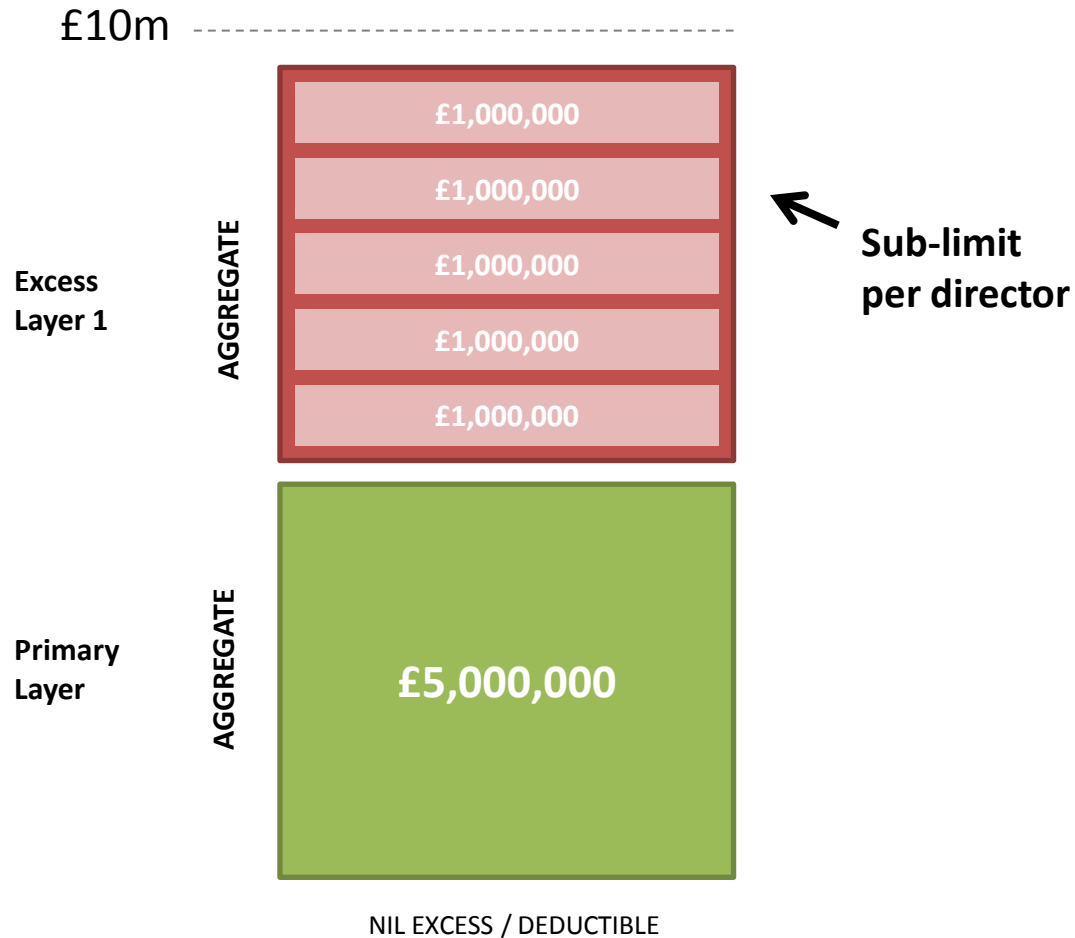 £10m
£1,000,000
£1,000,000
£1,000,000
£1,000,000
£1,000,000
AGGREGATE
Excess
Layer 1
Sub-limit
per director
£5,000,000
AGGREGATE
Primary
Layer
NIL EXCESS / DEDUCTIBLE